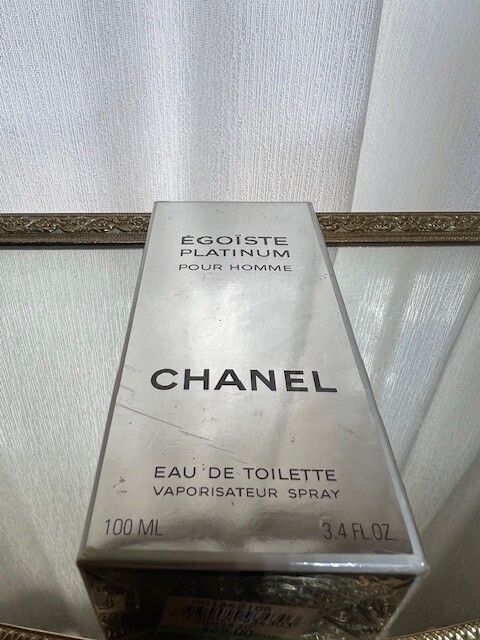 ÉGOÏSTE
PLATINUM
POUR HOMME
CHANEL
EAU DE TOILETTE
VAPORISATEUR SPRAY
100 ML 3.4 FL.OZ.